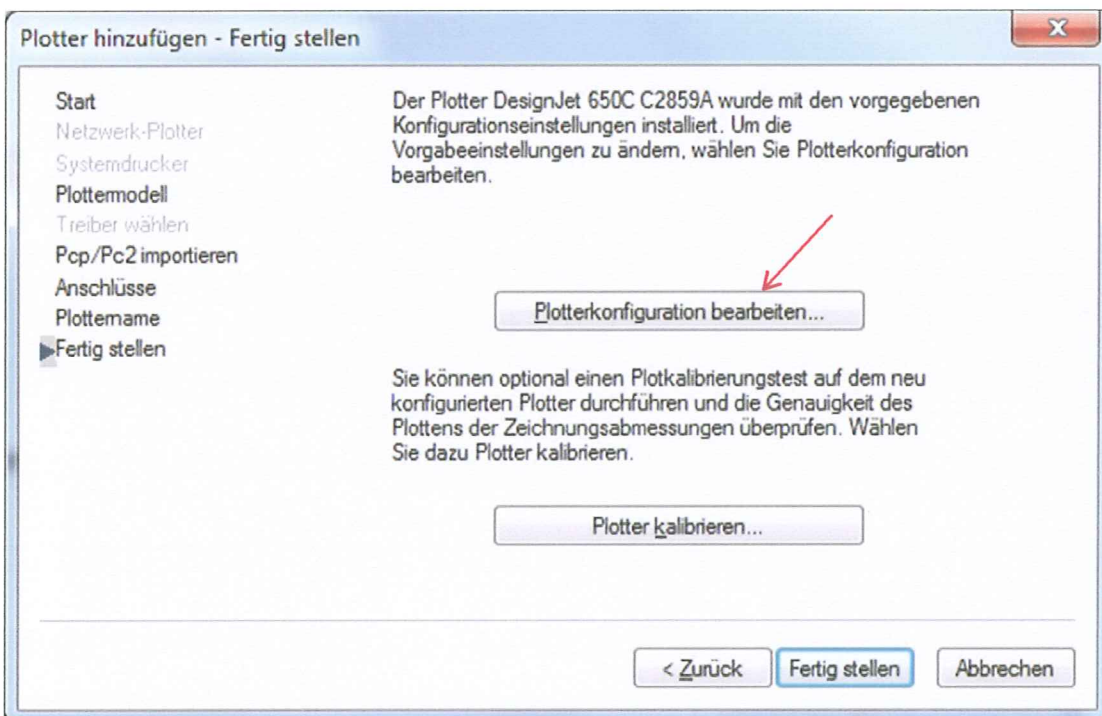 Plotter hinzufügen - Fertig stellen
Start
Netzwerk-Plotter
Systemdrucker
Plottermodell
Treiber wählen
Pcp/Pc2 importieren
Anschlüsse
Plottername
Fertig stellen
Der Plotter DesignJet 650C C2859A wurde mit den vorgegebenen
Konfigurationseinstellungen installiert. Um die
Vorgabeeinstellungen zu ändern, wählen Sie Plotterkonfiguration
bearbeiten.
Plotterkonfiguration bearbeiten...
Sie können optional einen Plotkalibrierungstest auf dem neu
konfigurierten Plotter durchführen und die Genauigkeit des
Plottens der Zeichnungsabmessungen überprüfen. Wählen
Sie dazu Plotter kalibrieren.
Plotter kalibrieren...
< Zurück
Fertig stellen
Abbrechen